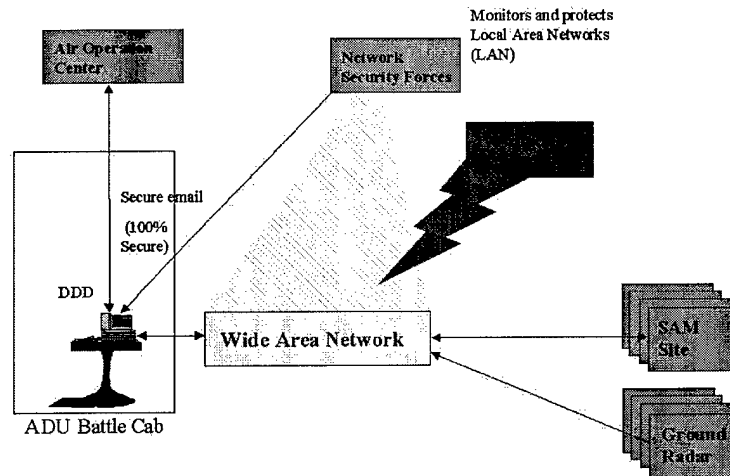 Monitors and protects
Local Area Networks
(LAN)
Air Operation
Center
Network
Security Forces
Secure email
(100%
Secure)
DDD
Wide Area Network
SAM
Site
Ground
Radar
ADU Battle Cab